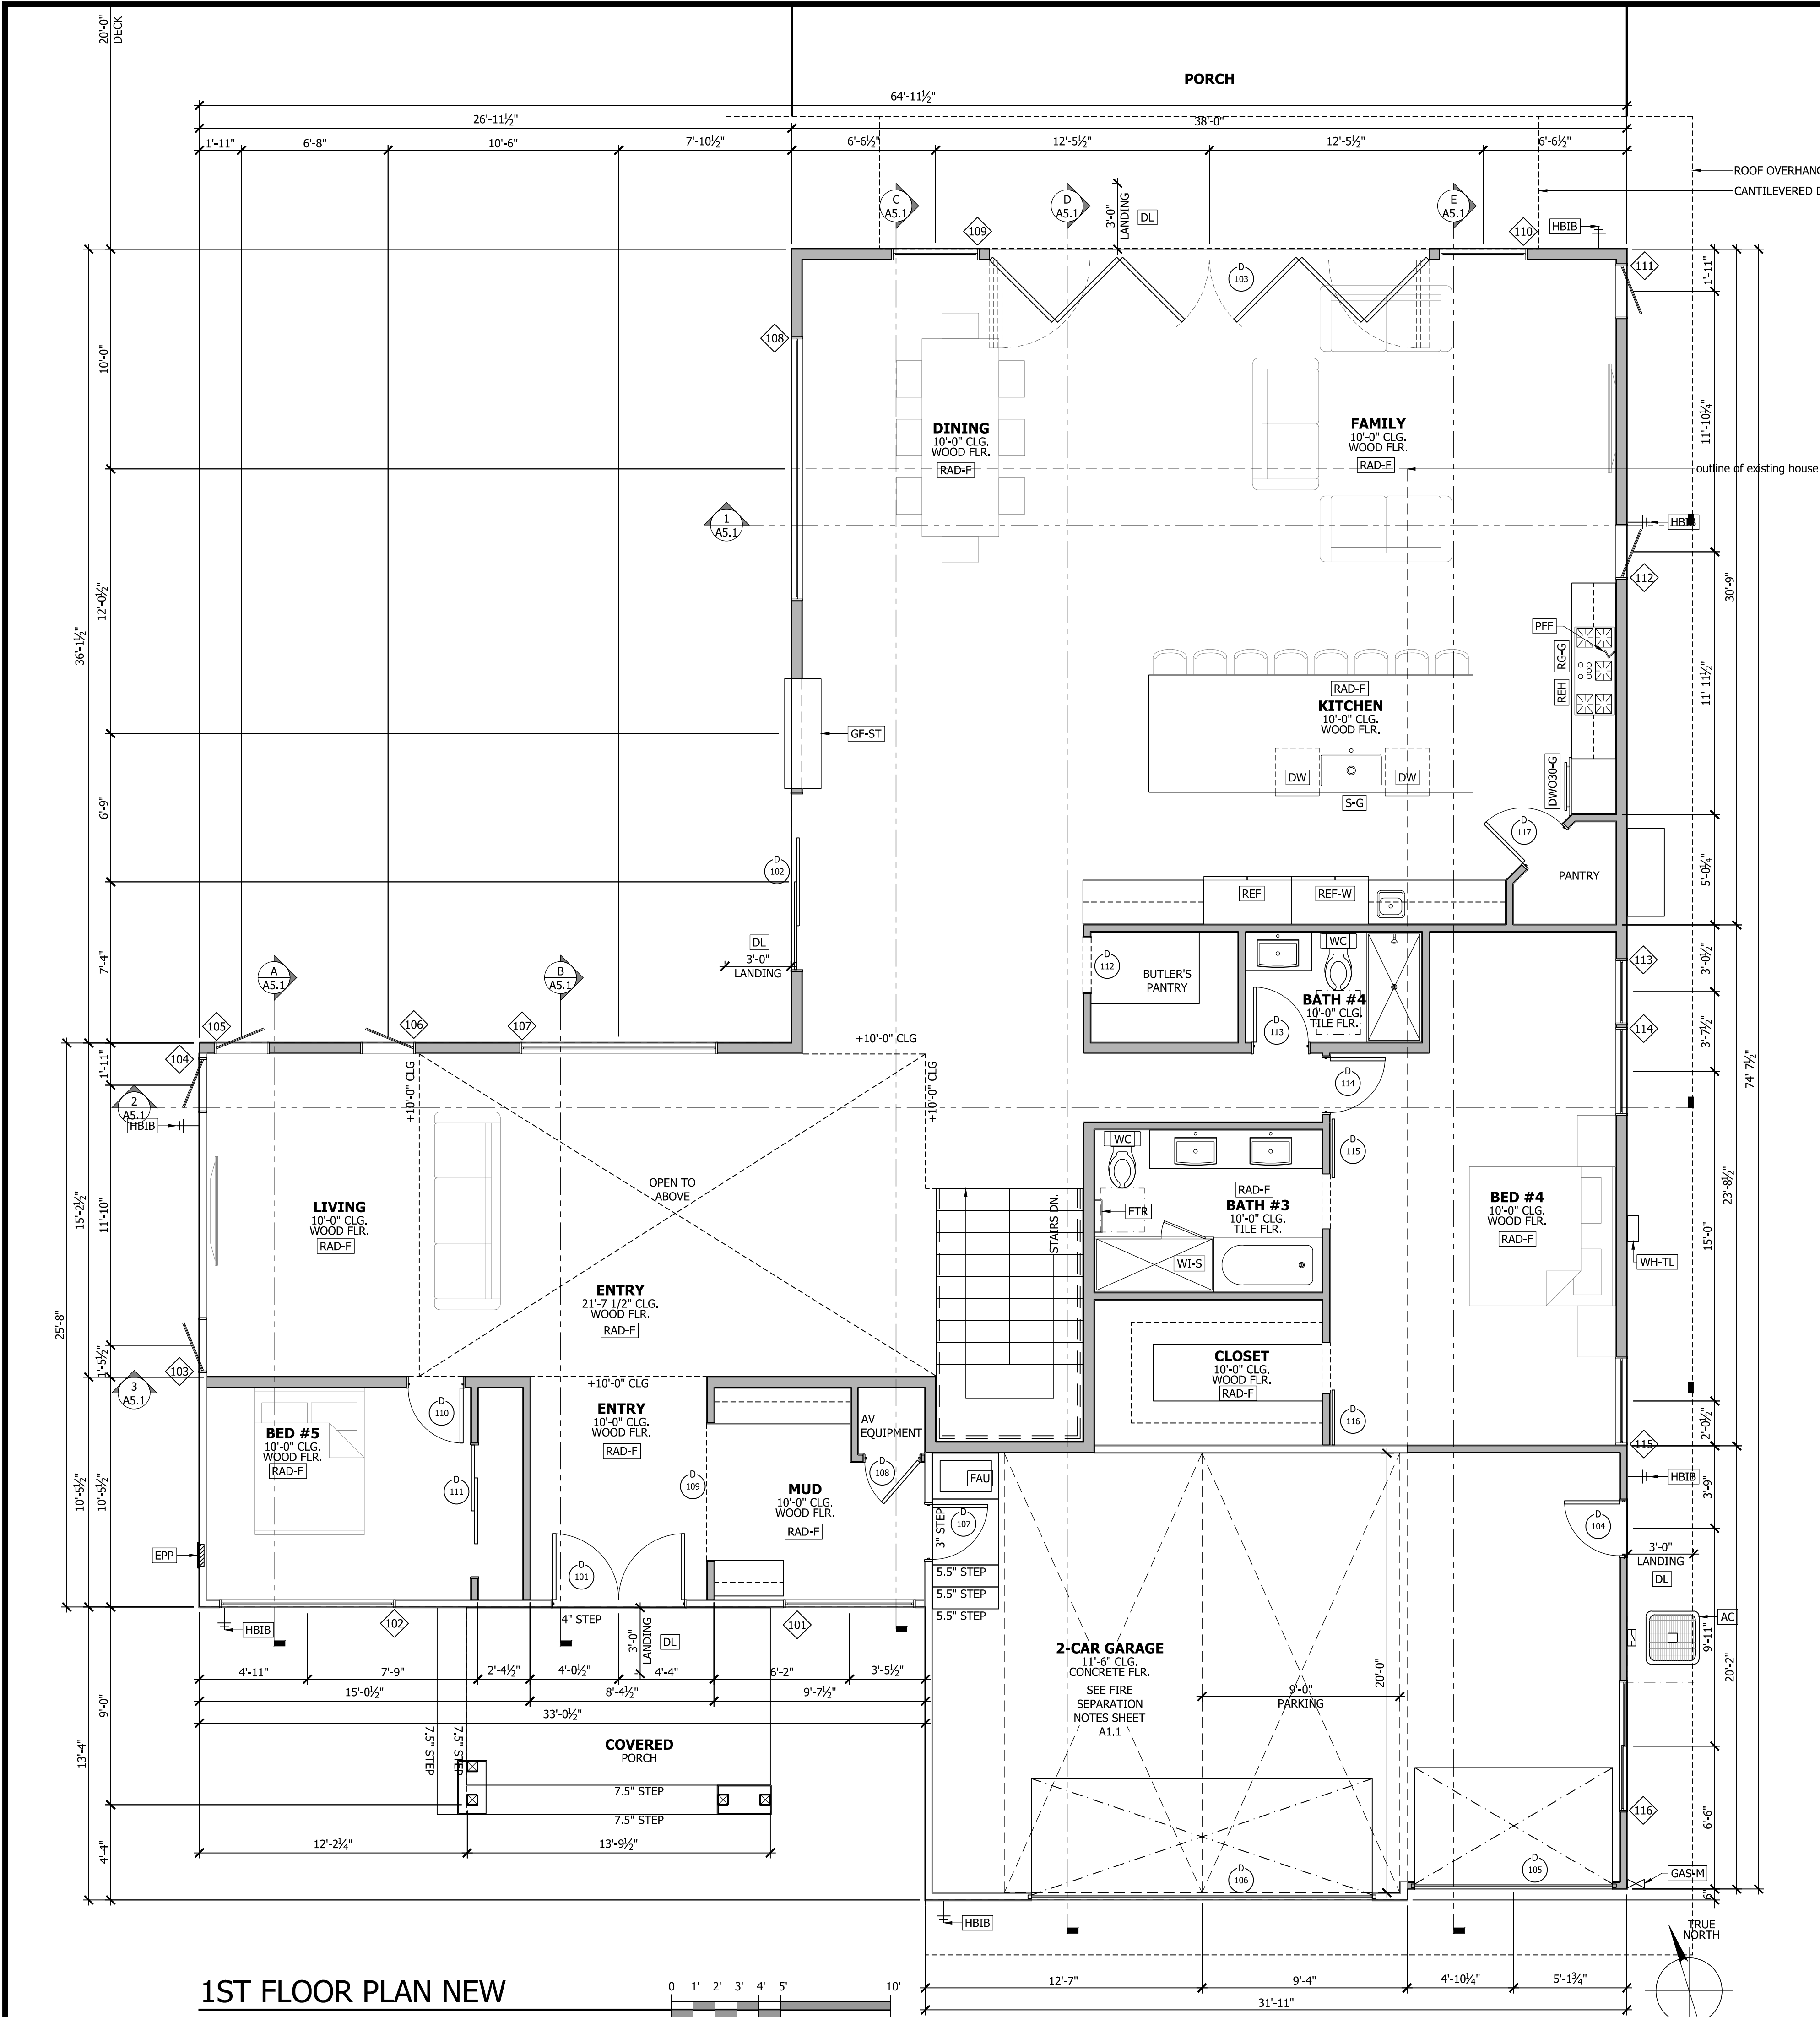 20'-0"
DECK
PORCH
64'-11½"
26'-11½"
38'-0"
1'-11"
6'-8"
10'-6"
7'-10½"
6'-6½"
12'-5½"
12'-5½"
6'-6½"
ROOF OVERHANG
CANTILEVERED D
C
A5.1
D
A5.1
E
A5.1
3'-0"
LANDING
DL
109
110
HBIB
111
1'-11"
D
103
108
10'-0"
DINING
10'-0" CLG.
WOOD FLR.
RAD-F
FAMILY
10'-0" CLG.
WOOD FLR.
RAD-F
11'-10¼"
outline of existing house
1
A5.1
HBIB
112
30'-9"
12'-0½"
36'-1½"
PFF
RG-G
REH
RAD-F
KITCHEN
10'-0" CLG.
WOOD FLR.
11'-11½"
GF-ST
DW
DW
S-G
DWO30-G
6'-9"
D
117
D
102
PANTRY
5'-0¼"
REF
REF-W
DL
3'-0"
LANDING
7'-4"
A
A5.1
B
A5.1
D
112
BUTLER'S
PANTRY
WC
BATH #4
10'-0" CLG.
TILE FLR.
D
113
113
3'-0½"
114
3'-7½"
74'-7½"
105
106
107
+10'-0" CLG
104
1'-11"
+10'-0" CLG
+10'-0" CLG
D
114
2
A5.1
HBIB
WC
D
115
OPEN TO
ABOVE
15'-2½"
11'-10"
LIVING
10'-0" CLG.
WOOD FLR.
RAD-F
STAIRS DN.
ETR
RAD-F
BATH #3
10'-0" CLG.
TILE FLR.
BED #4
10'-0" CLG.
WOOD FLR.
RAD-F
23'-8½"
15'-0"
WH-TL
WI-S
ENTRY
21'-7 1/2" CLG.
WOOD FLR.
RAD-F
25'-8"
1'-5½"
103
CLOSET
10'-0" CLG.
WOOD FLR.
RAD-F
3
A5.1
+10'-0" CLG
D
110
ENTRY
10'-0" CLG.
WOOD FLR.
RAD-F
AV
EQUIPMENT
D
116
2'-0½"
115
BED #5
10'-0" CLG.
WOOD FLR.
RAD-F
D
108
FAU
HBIB
10'-5½"
10'-5½"
D
111
D
109
MUD
10'-0" CLG.
WOOD FLR.
RAD-F
3" STEP
D
107
D
104
3'-9"
EPP
D
101
3'-0"
LANDING
DL
5.5" STEP
5.5" STEP
5.5" STEP
4" STEP
HBIB
102
3'-0"
LANDING
DL
101
AC
9'-11"
20'-2"
2-CAR GARAGE
11'-6" CLG.
CONCRETE FLR.
SEE FIRE
SEPARATION
NOTES SHEET
A1.1
20'-0"
9'-0"
PARKING
4'-11"
7'-9"
2'-4½"
4'-0½"
4'-4"
6'-2"
3'-5½"
15'-0½"
8'-4½"
9'-7½"
33'-0½"
9'-0"
13'-4"
7.5" STEP
7.5" STEP
COVERED
PORCH
7.5" STEP
7.5" STEP
116
6'-6"
4'-4"
12'-2¼"
13'-9½"
D
106
D
105
GAS-M
6"
HBIB
TRUE
NORTH
1ST FLOOR PLAN NEW
0 1' 2' 3' 4' 5' 10'
12'-7"
9'-4"
4'-10¼"
5'-1¾"
31'-11"